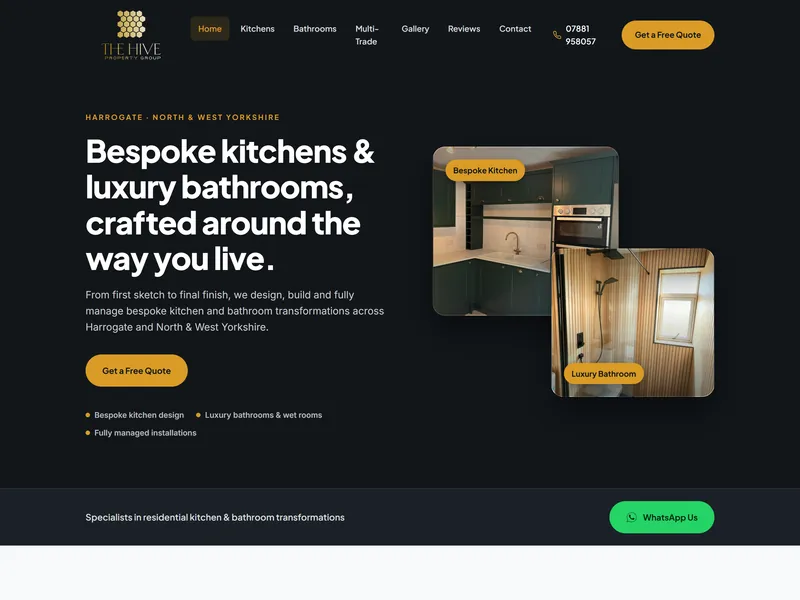 THE HIVE
PROPERTY GROUP
Home
Kitchens
Bathrooms
Multi-
Trade
Gallery
Reviews
Contact
07881
958057
Get a Free Quote
HARROGATE · NORTH & WEST YORKSHIRE
Bespoke kitchens &
luxury bathrooms,
crafted around the
way you live.
From first sketch to final finish, we design, build and fully
manage bespoke kitchen and bathroom transformations across
Harrogate and North & West Yorkshire.
Get a Free Quote
Bespoke kitchen design
Luxury bathrooms & wet rooms
Fully managed installations
Bespoke Kitchen
Luxury Bathroom
Specialists in residential kitchen & bathroom transformations
WhatsApp Us